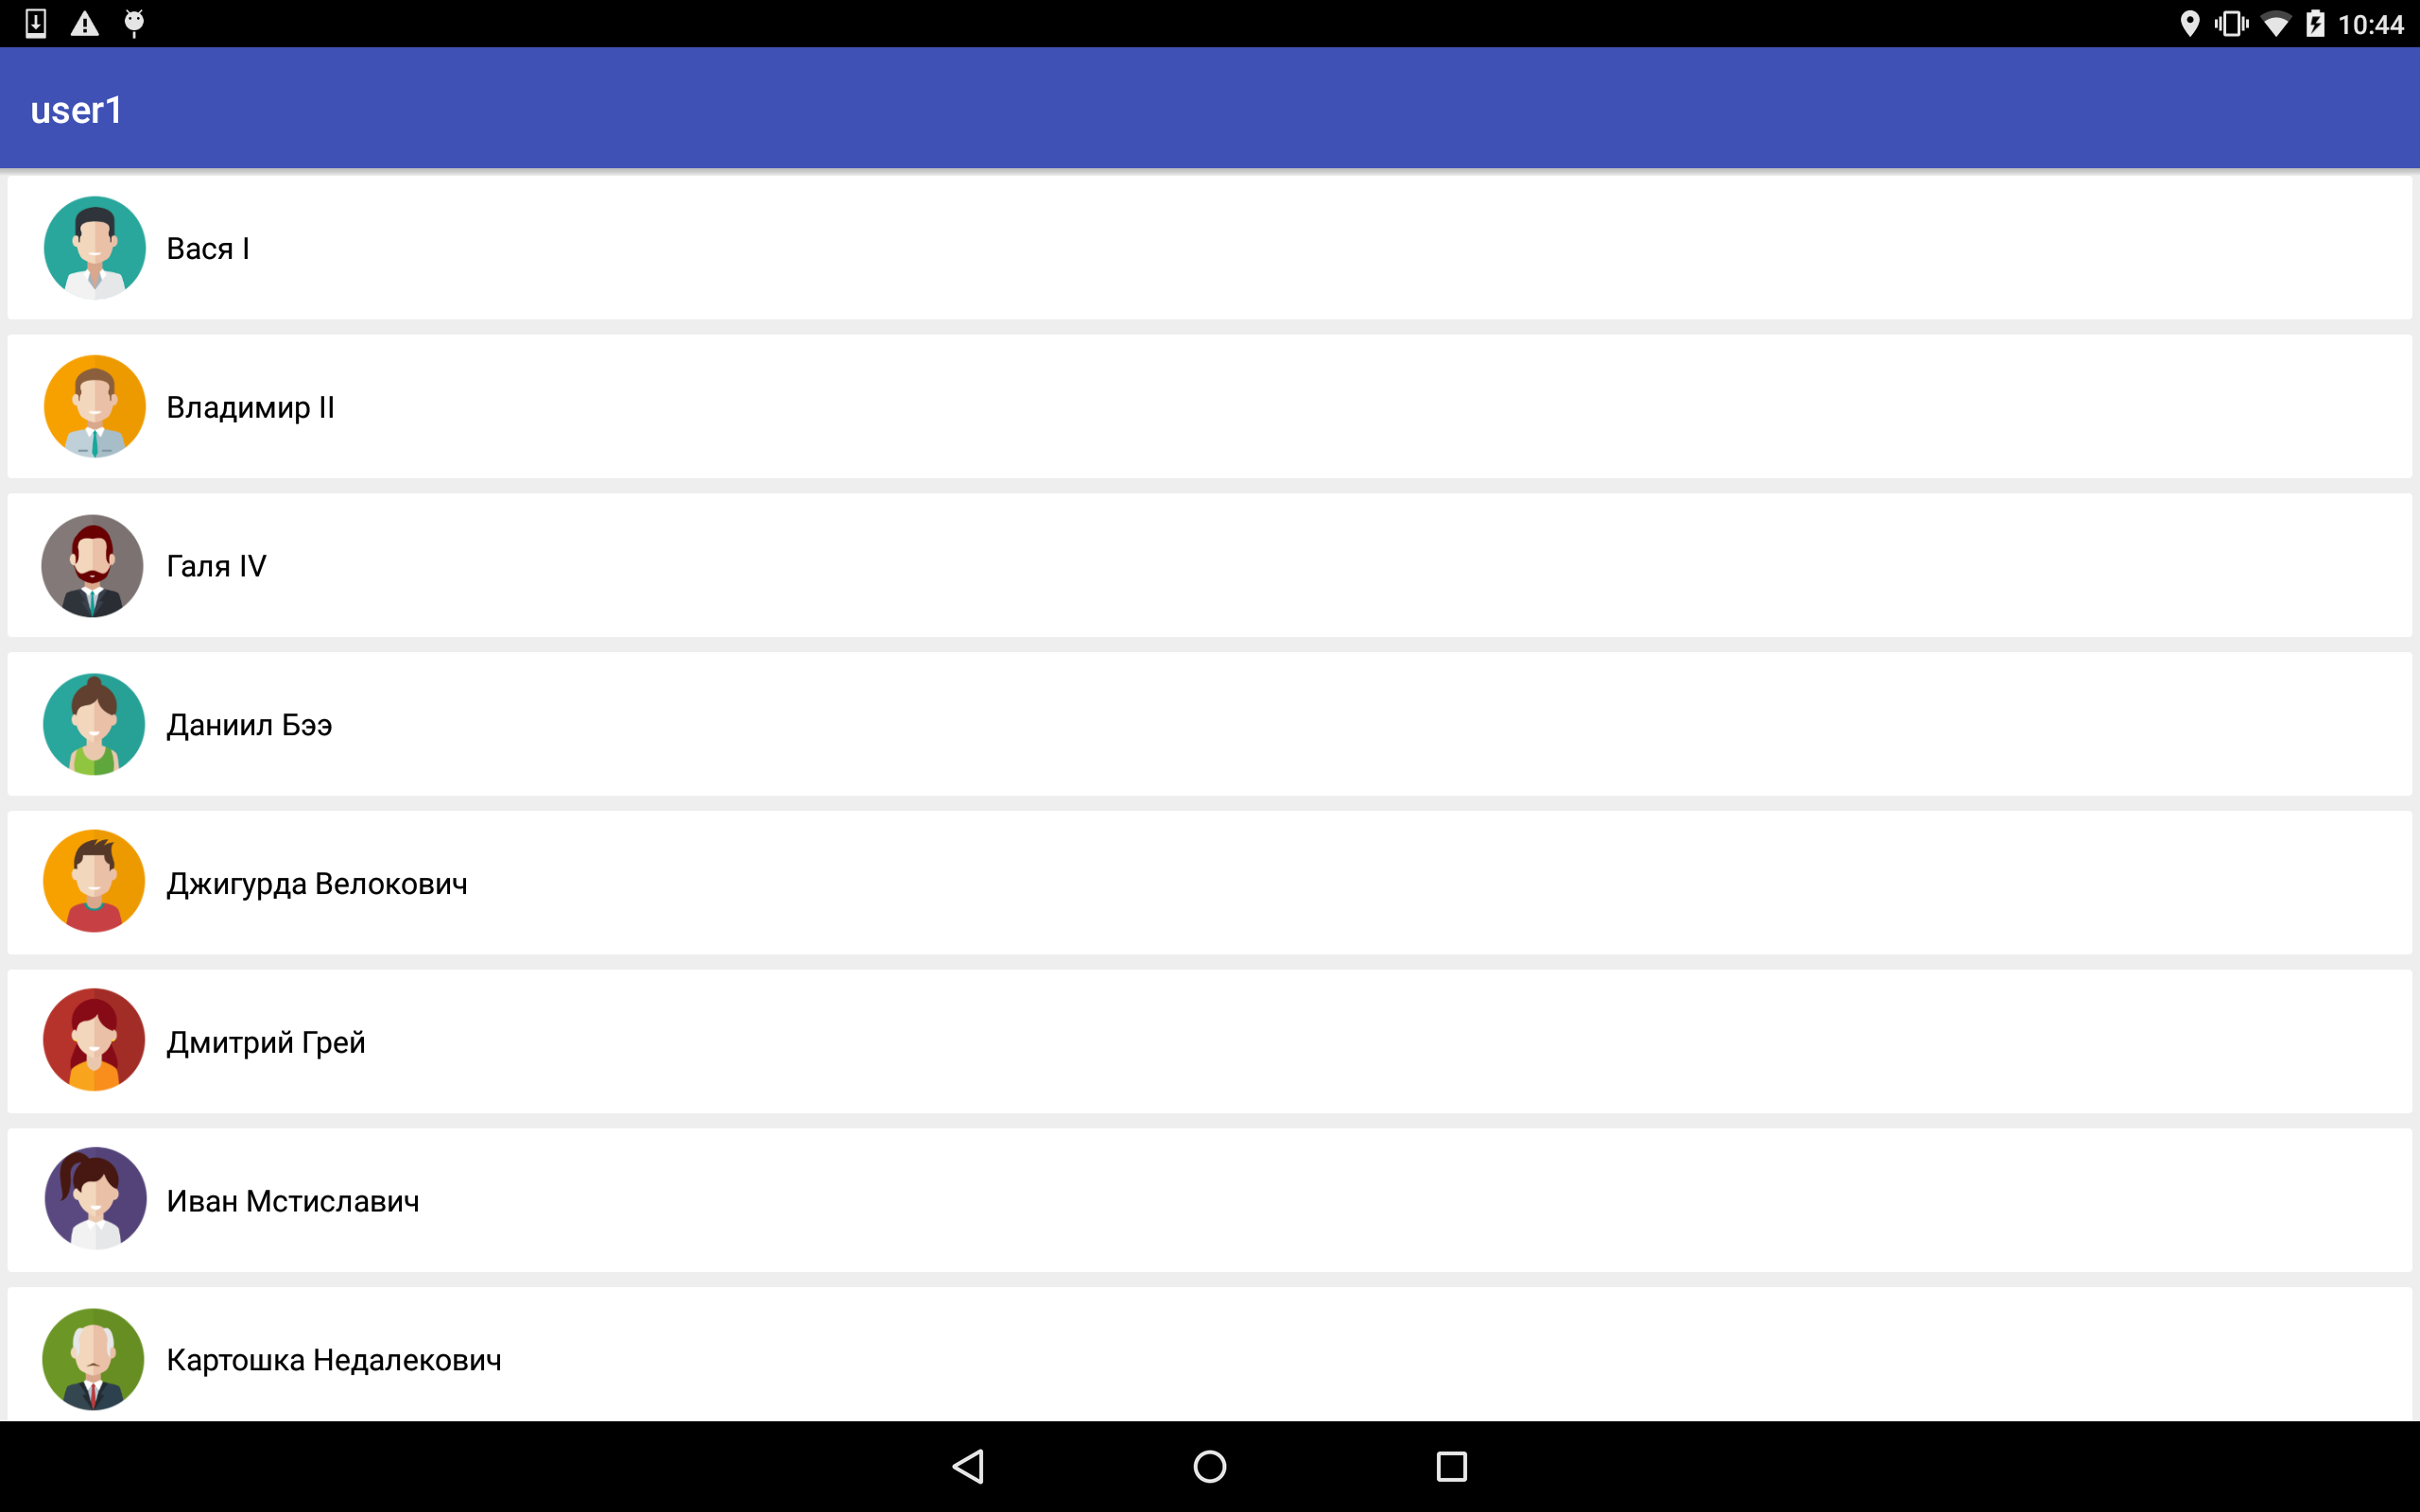 10:44
user1
Вася I
Владимир II
Галя IV
Даниил Бээ
Джигурда Велокович
Дмитрий Грей
Иван Мстиславич
Картошка Недалекович